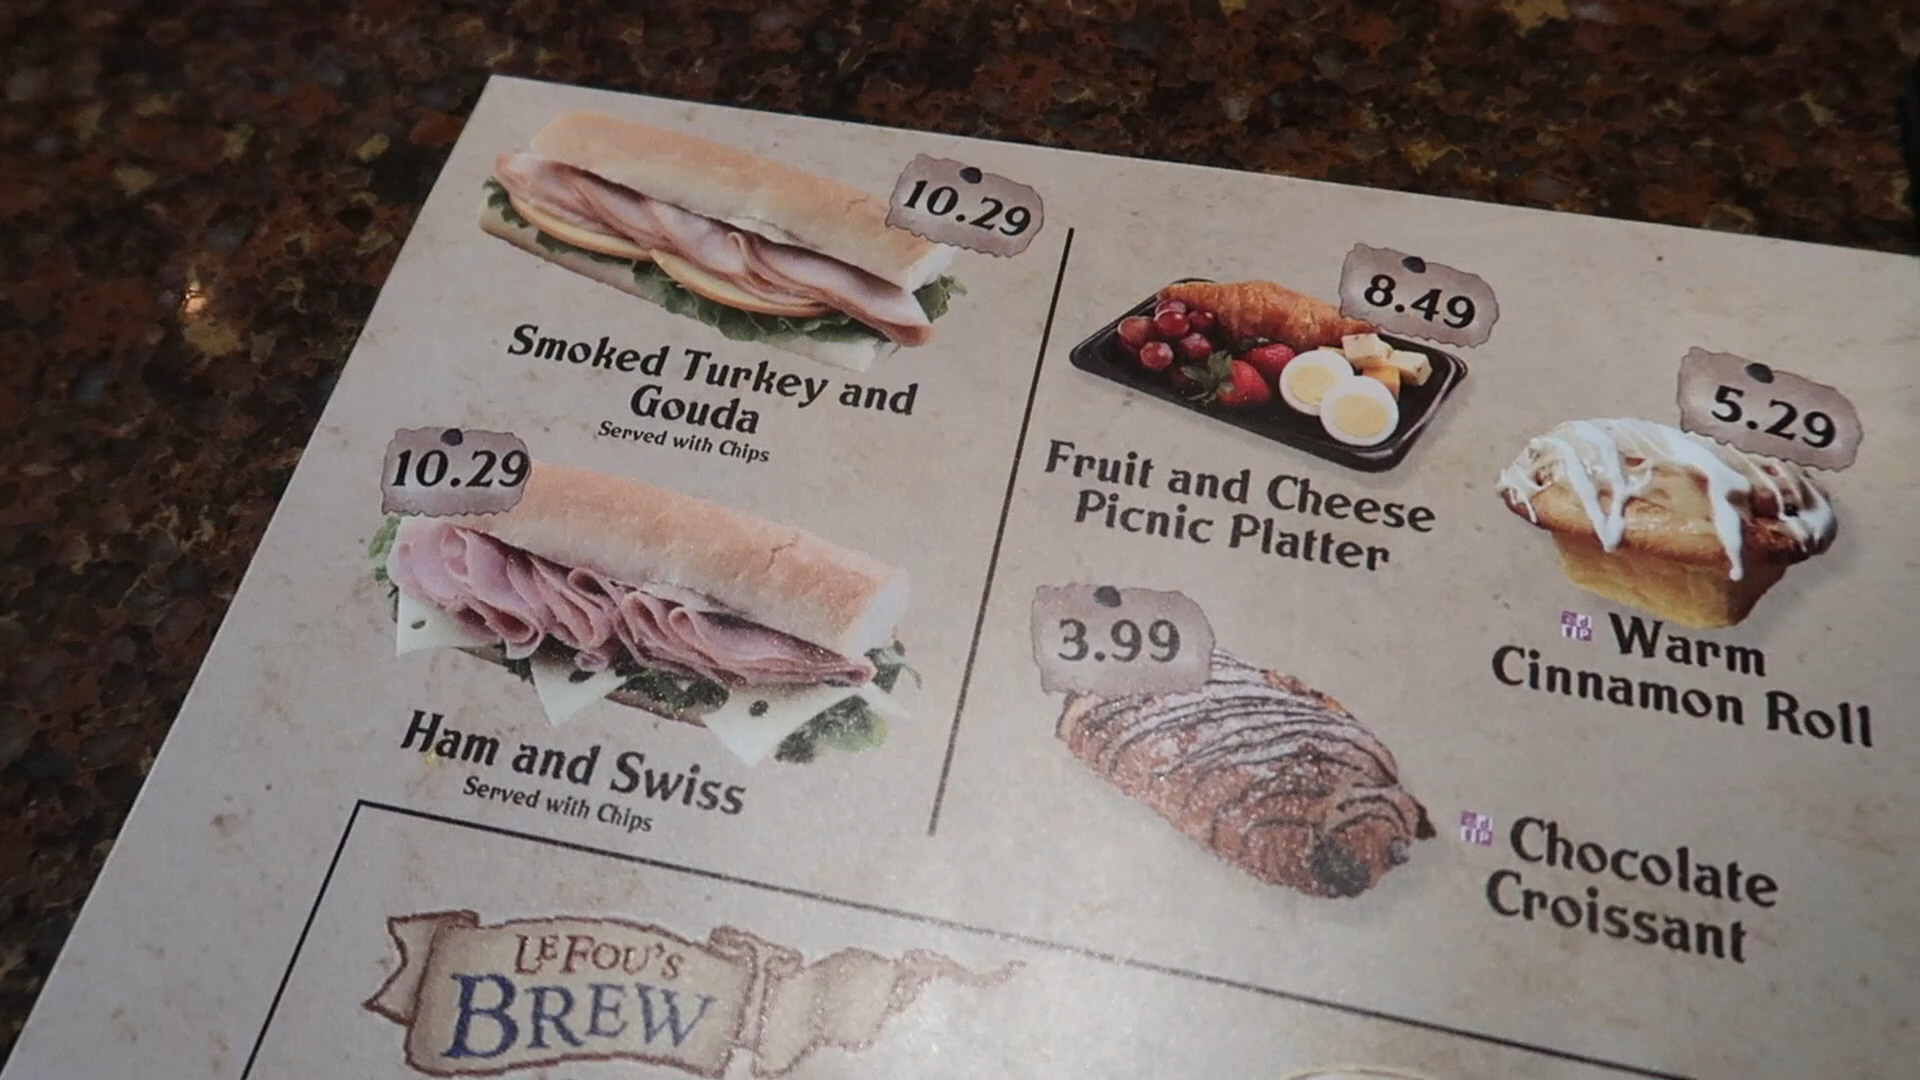 10.29
Smoked Turkey and
Gouda
Served with Chips
10.29
Ham and Swiss
Served with Chips
8.49
Fruit and Cheese
Picnic Platter
5.29
Warm
Cinnamon Roll
3.99
Chocolate
Croissant
LeFou's
Brew